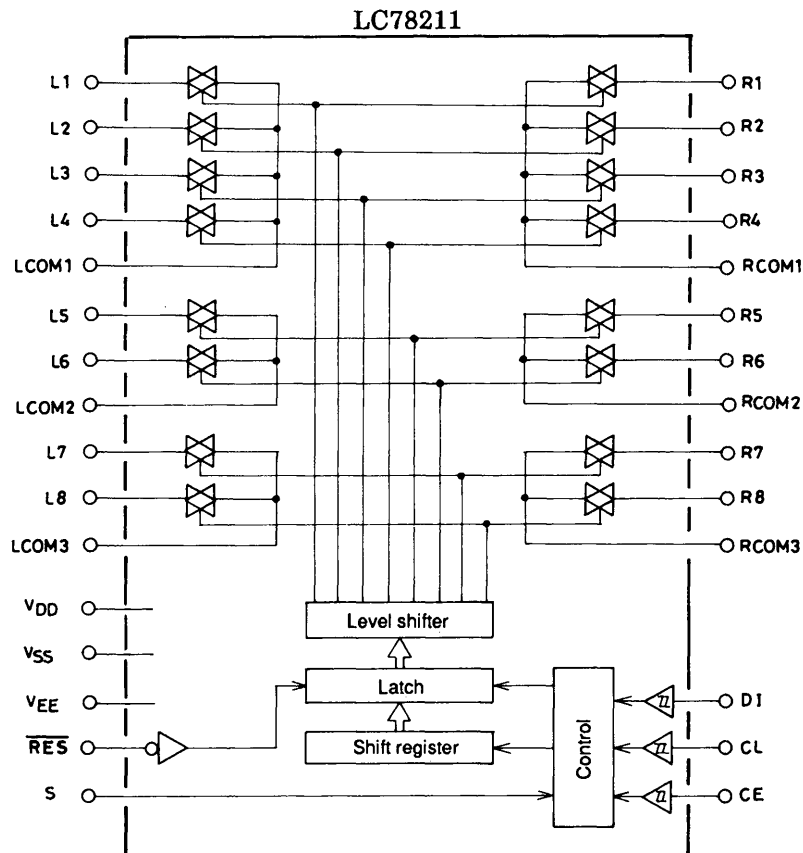 LC78211
L1
R1
L2
R2
L3
R3
L4
R4
LCOM1
RCOM1
L5
R5
L6
R6
LCOM2
RCOM2
L7
R7
L8
R8
LCOM3
RCOM3
VDD
Level shifter
VSS
Latch
VEE
DI
RES
Shift register
Control
CL
S
CE